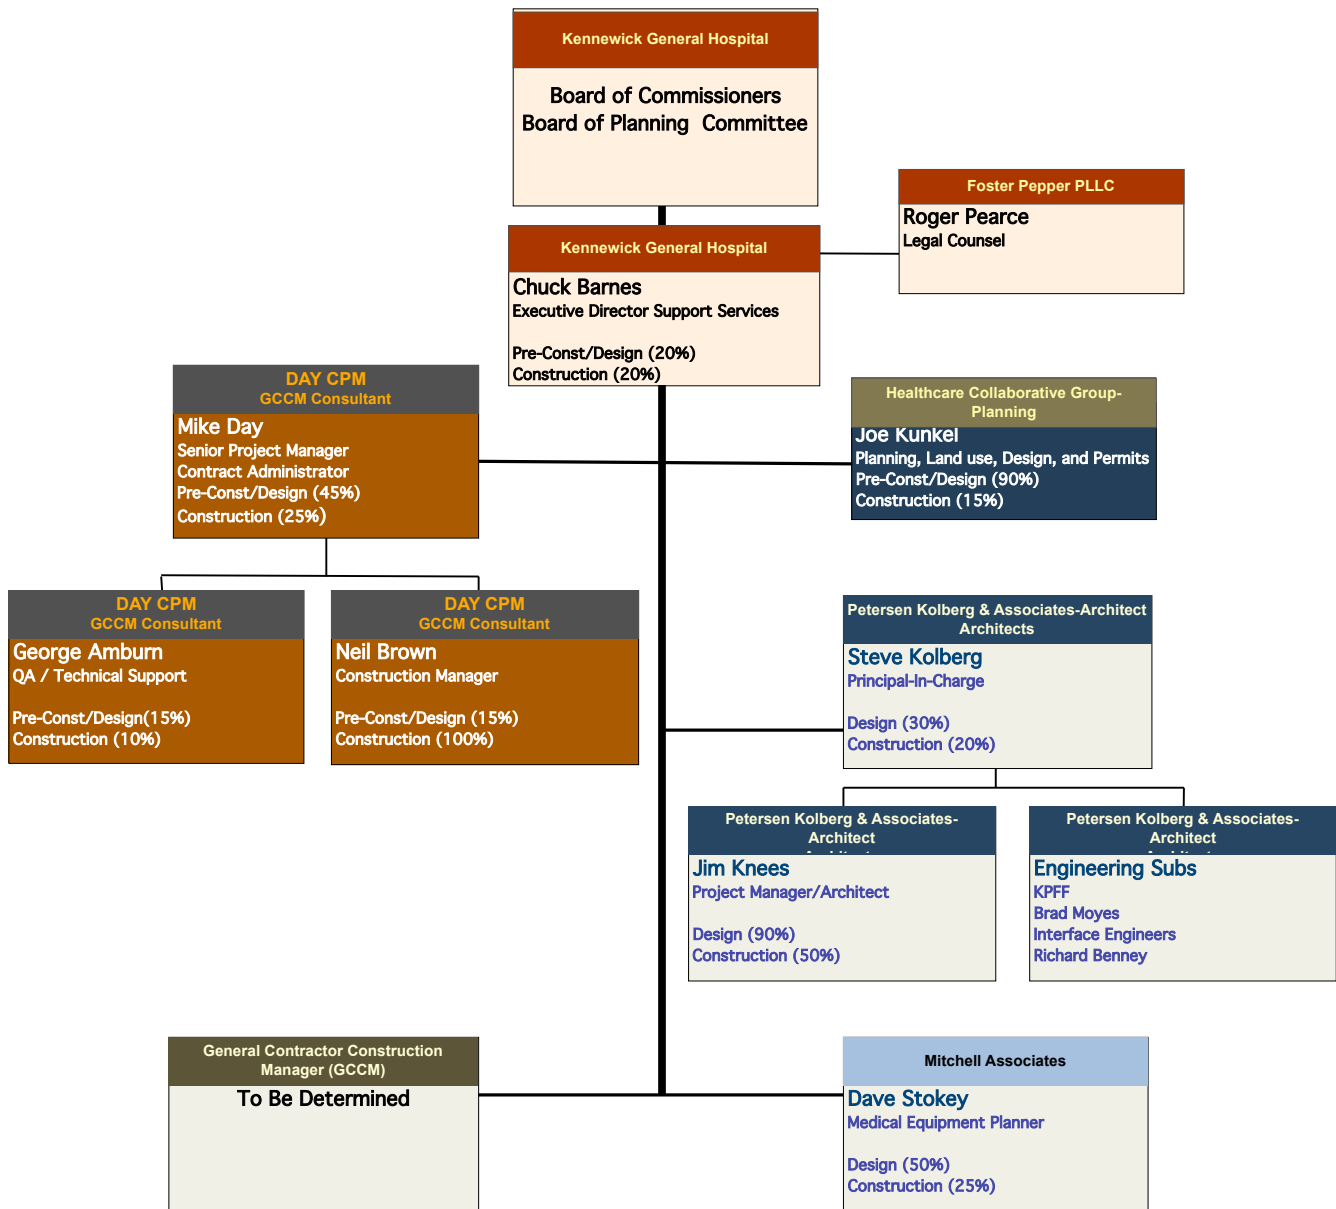 Kennewick General Hospital
Board of Commissioners
Board of Planning Committee
Foster Pepper PLLC
Roger Pearce
Legal Counsel
Kennewick General Hospital
Chuck Barnes
Executive Director Support Services
Pre-Const/Design (20%)
Construction (20%)
DAY CPM
GCCM Consultant
Mike Day
Senior Project Manager
Contract Administrator
Pre-Const/Design (45%)
Construction (25%)
Healthcare Collaborative Group-
Planning
Joe Kunkel
Planning, Land use, Design, and Permits
Pre-Const/Design (90%)
Construction (15%)
DAY CPM
GCCM Consultant
George Amburn
QA / Technical Support
Pre-Const/Design(15%)
Construction (10%)
DAY CPM
GCCM Consultant
Neil Brown
Construction Manager
Pre-Const/Design (15%)
Construction (100%)
Petersen Kolberg & Associates-Architect
Architects
Steve Kolberg
Principal-In-Charge
Design (30%)
Construction (20%)
Petersen Kolberg & Associates-
Architect
Jim Knees
Project Manager/Architect
Design (90%)
Construction (50%)
Petersen Kolberg & Associates-
Architect
Engineering Subs
KPFF
Brad Moyes
Interface Engineers
Richard Benney
General Contractor Construction
Manager (GCCM)
To Be Determined
Mitchell Associates
Dave Stokey
Medical Equipment Planner
Design (50%)
Construction (25%)